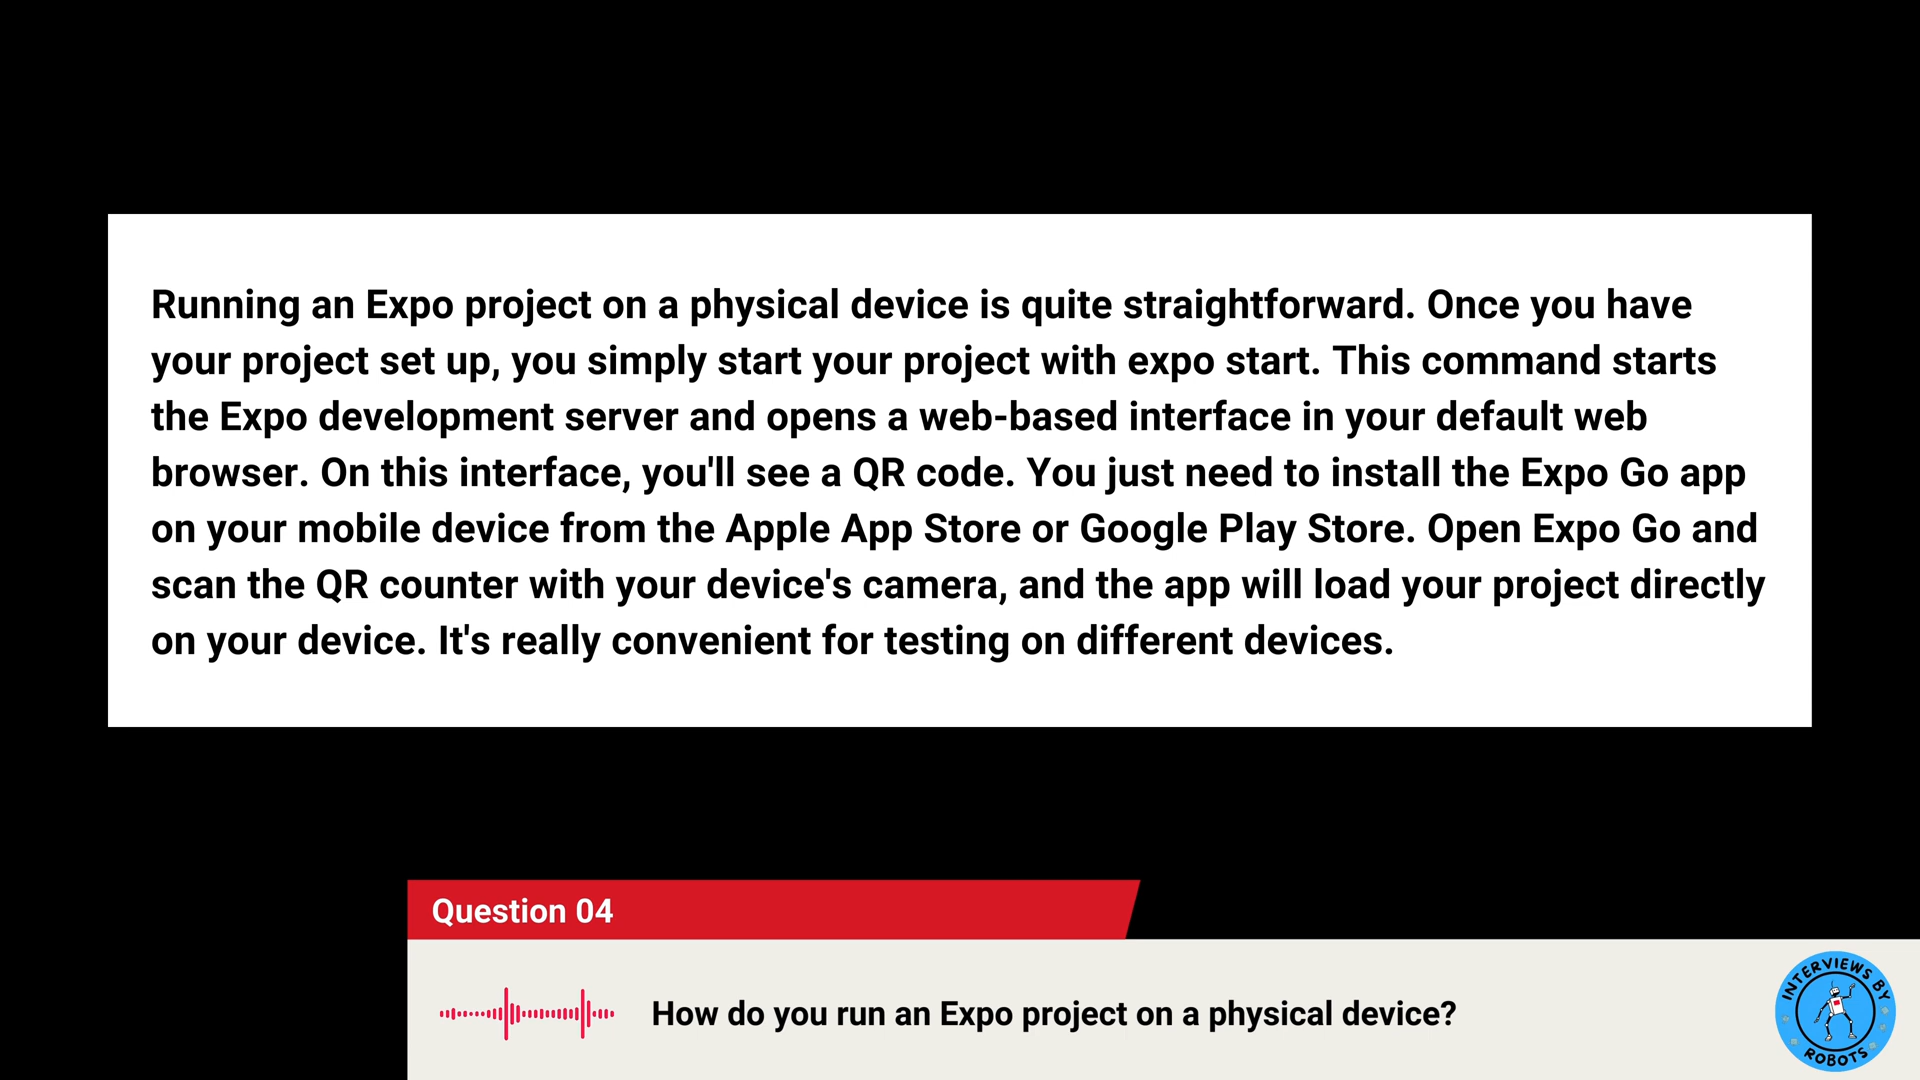 Running an Expo project on a physical device is quite straightforward. Once you have
your project set up, you simply start your project with expo start. This command starts
the Expo development server and opens a web-based interface in your default web
browser. On this interface, you'll see a QR code. You just need to install the Expo Go app
on your mobile device from the Apple App Store or Google Play Store. Open Expo Go and
scan the QR counter with your device's camera, and the app will load your project directly
on your device. It's really convenient for testing on different devices.
Question 04
How do you run an Expo project on a physical device?
INTERVIEWS BY
ROBOTS